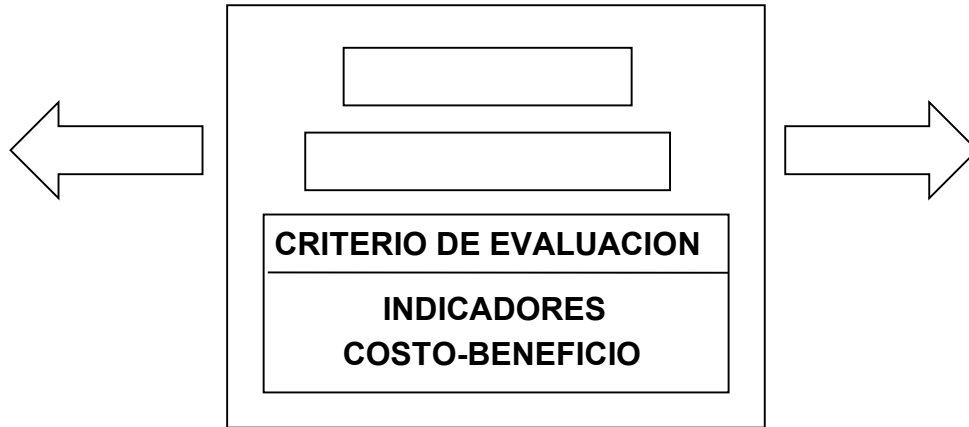 CRITERIO DE EVALUACION
INDICADORES
COSTO-BENEFICIO